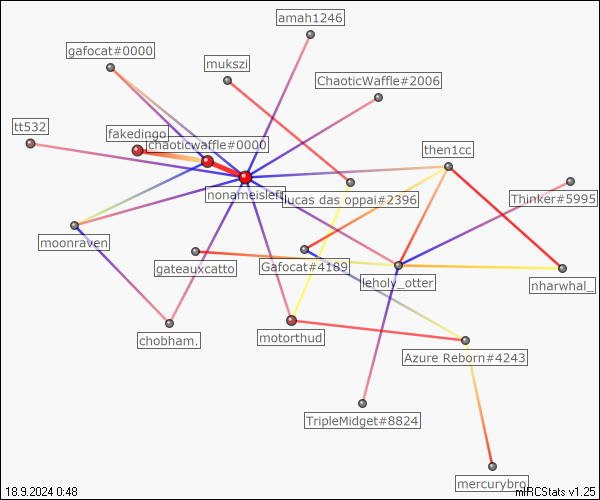 amah1246
gafocat#0000
mukszi
ChaoticWaffle#2006
tt532
fakedingo
chaoticwaffle#0000
then1cc
nonameisleft
lucas das oppai#2396
Thinker#5995
moonraven
gateauxcatto
Gafocat#4189
leholy_otter
nharwhal_
chobham.
motorthud
Azure Reborn#4243
TripleMidget#8824
mercurybro
18.9.2024 0:48
mIRCStats v1.25